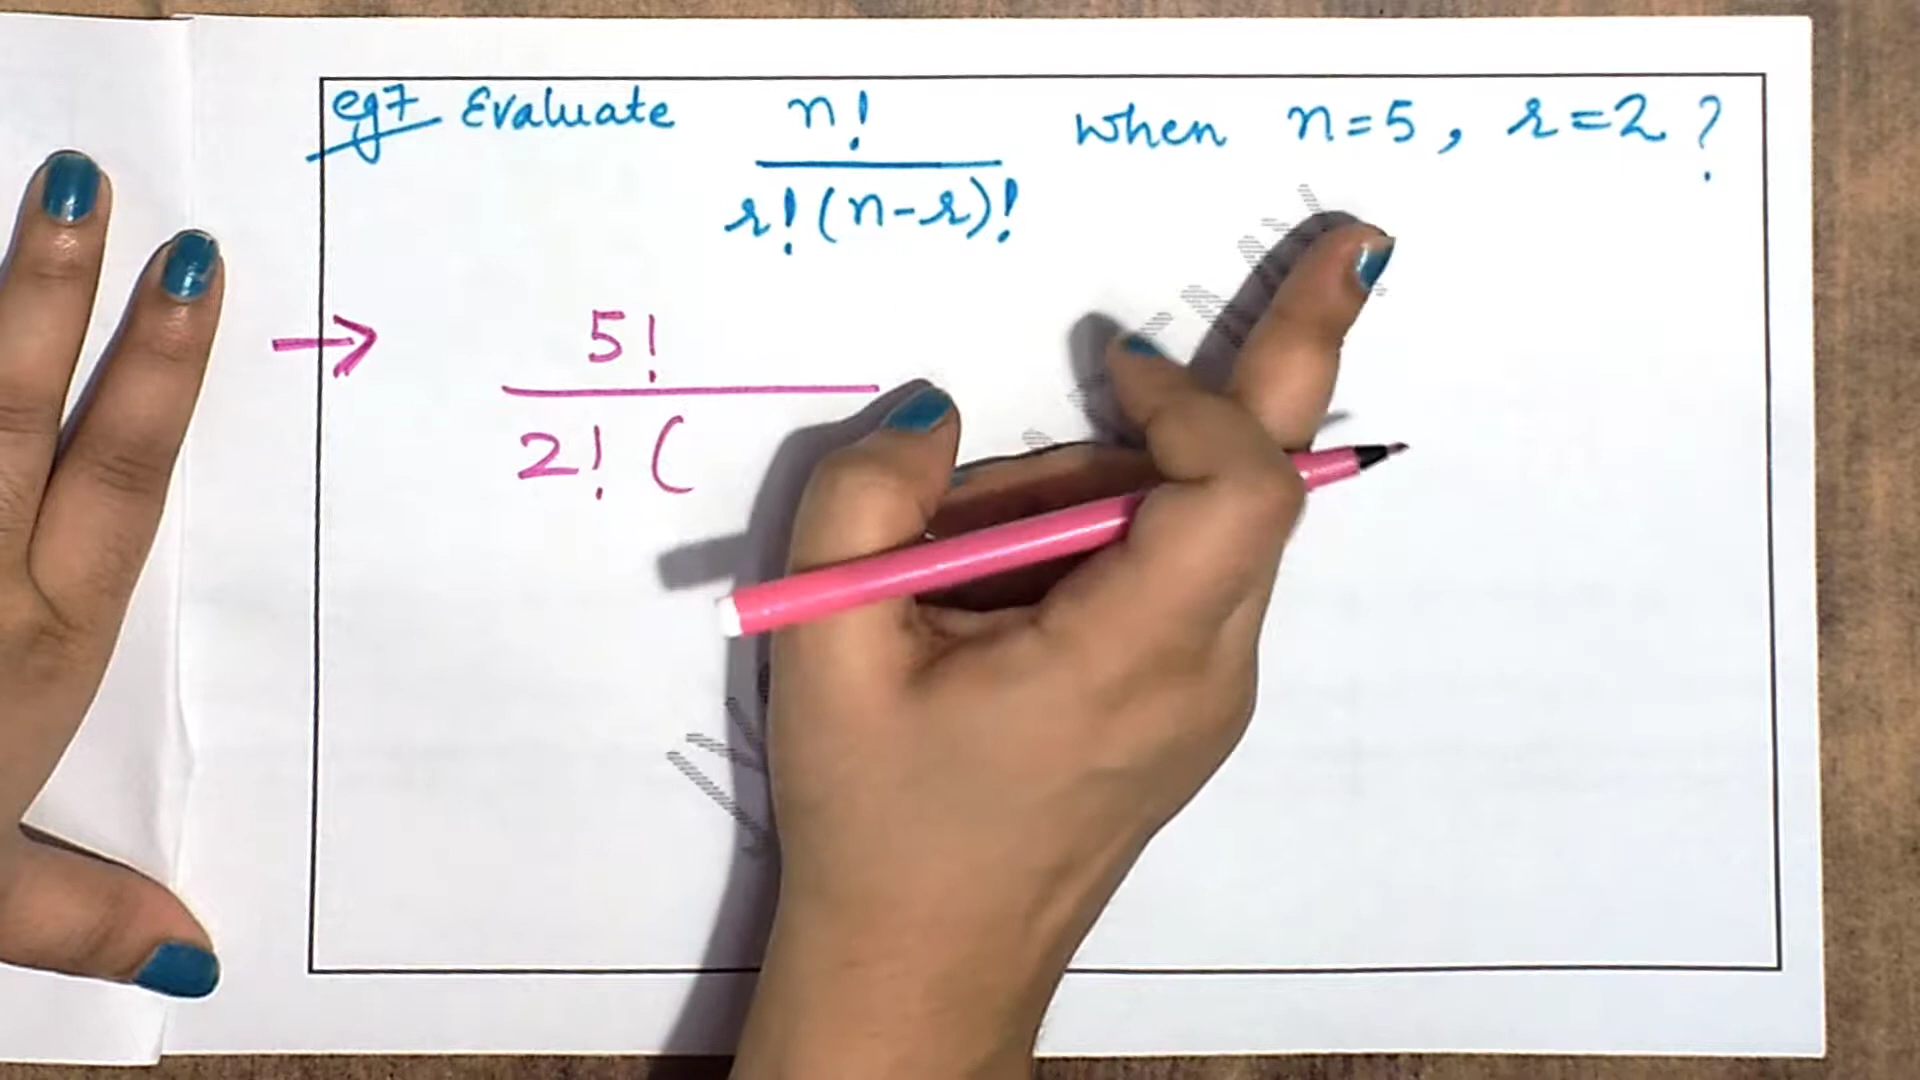 eg7 Evaluate n! when n=5, r=2 ?
r!(n-r)!
5!
2! (